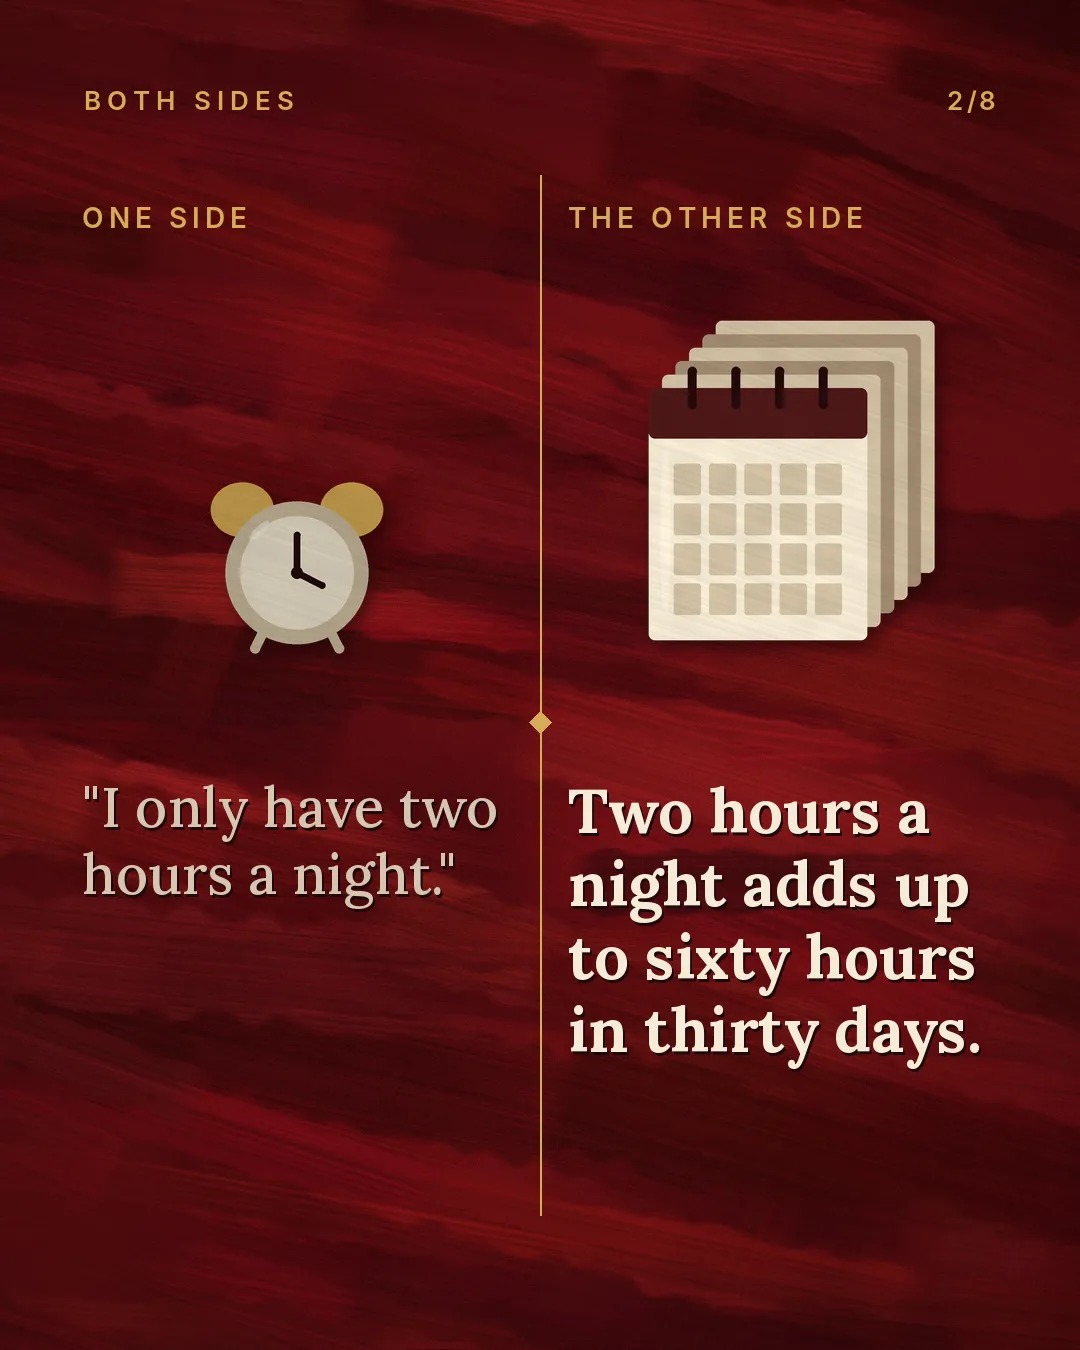 BOTH SIDES
2/8
ONE SIDE
"I only have two
hours a night."
THE OTHER SIDE
Two hours a
night adds up
to sixty hours
in thirty days.